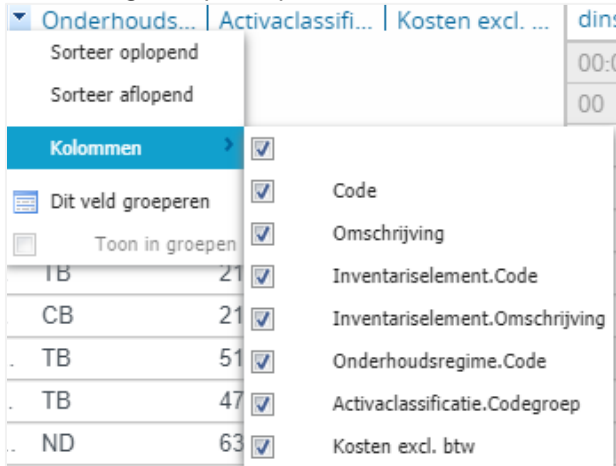 Onderhouds... Activaclassifi... Kosten excl. ... dins
Sorteer oplopend
Sorteer aflopend
00
Kolommen
Code
Dit veld groeperen
Omschrijving
Toon in groepen
TB 21 Inventariselement.Code
CB 21 Inventariselement.Omschrijving
. TB 51 Onderhoudsregime.Code
. TB 47 Activaclassificatie.Codegroep
.. ND 63 Kosten excl. btw